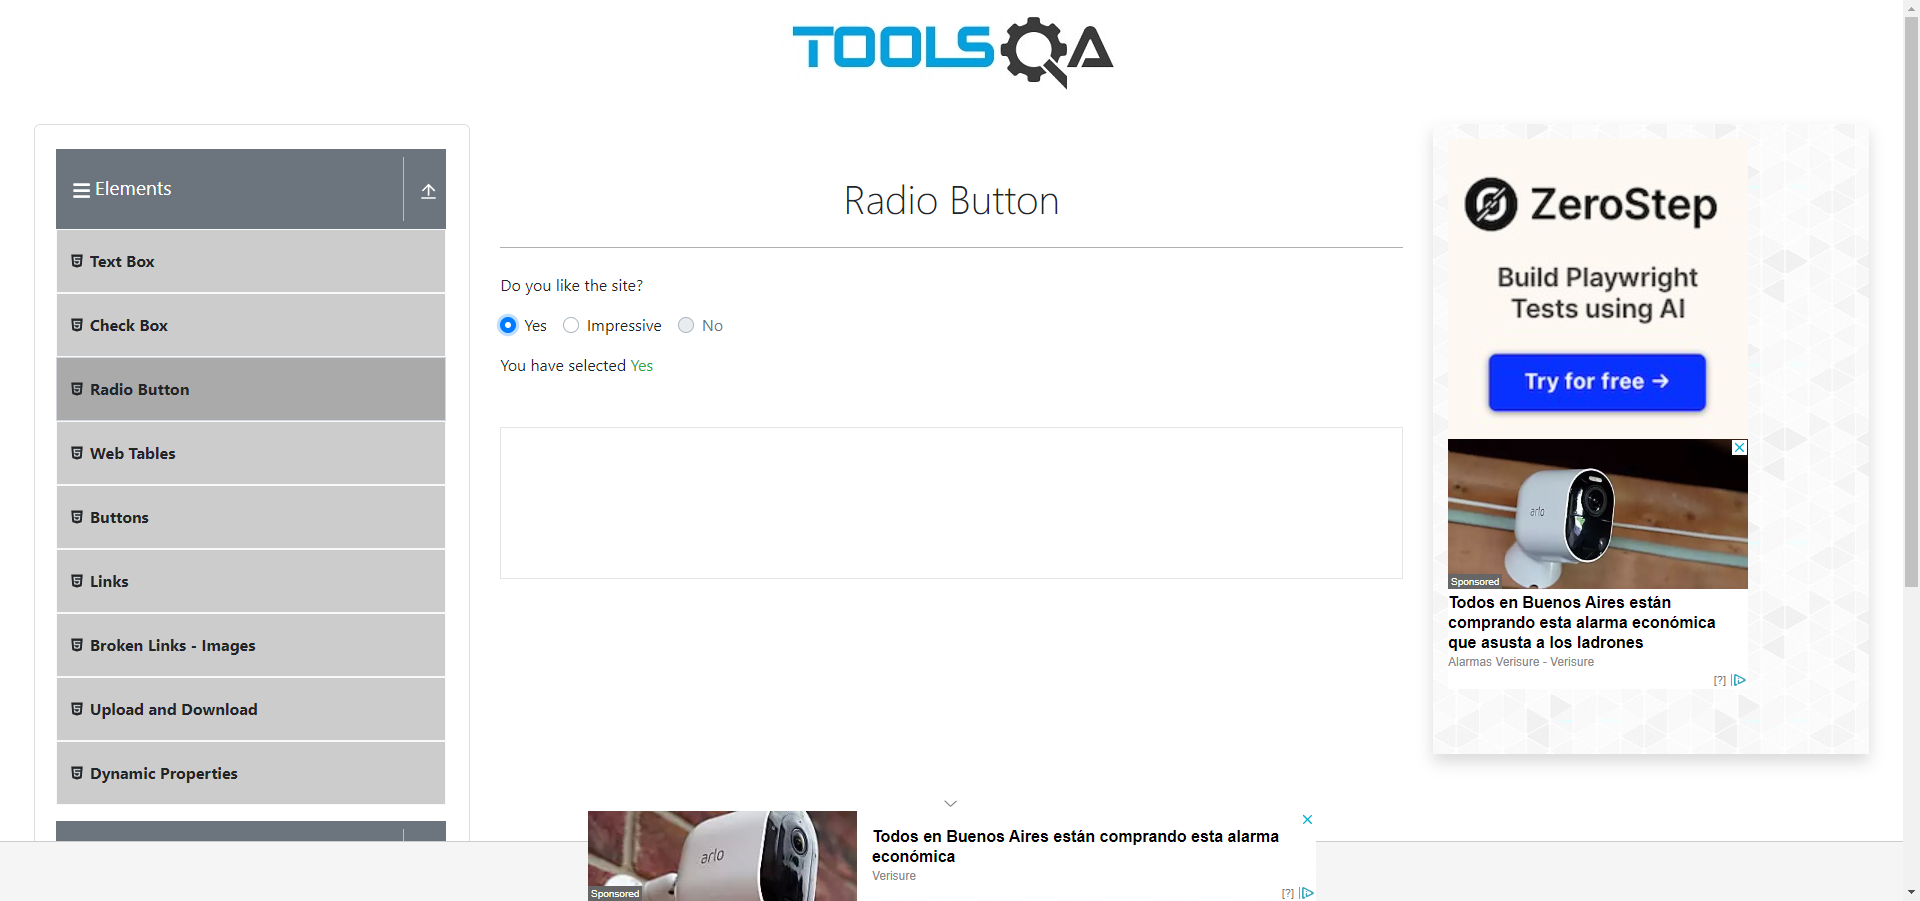 TOOLSQA
Elements
Text Box
Check Box
Radio Button
Web Tables
Buttons
Links
Broken Links - Images
Upload and Download
Dynamic Properties
Radio Button
Do you like the site?
Yes
Impressive
No
You have selected Yes
ZeroStep
Build Playwright
Tests using AI
Try for free →
arlo
Sponsored
Todos en Buenos Aires están
comprando esta alarma económica
que asusta a los ladrones
Alarmas Verisure - Verisure
[?]
arlo
Sponsored
Todos en Buenos Aires están comprando esta alarma
económica
Verisure
[?]